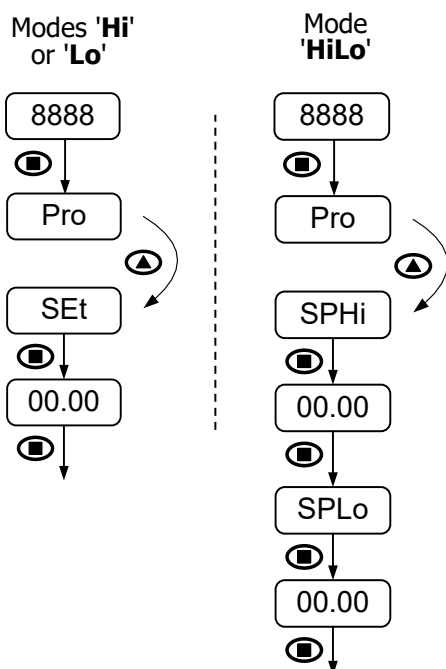 Modes 'Hi'
or 'Lo'
8888
Pro
SEt
00.00
Mode
'HiLo'
8888
Pro
SPHi
00.00
SPLo
00.00